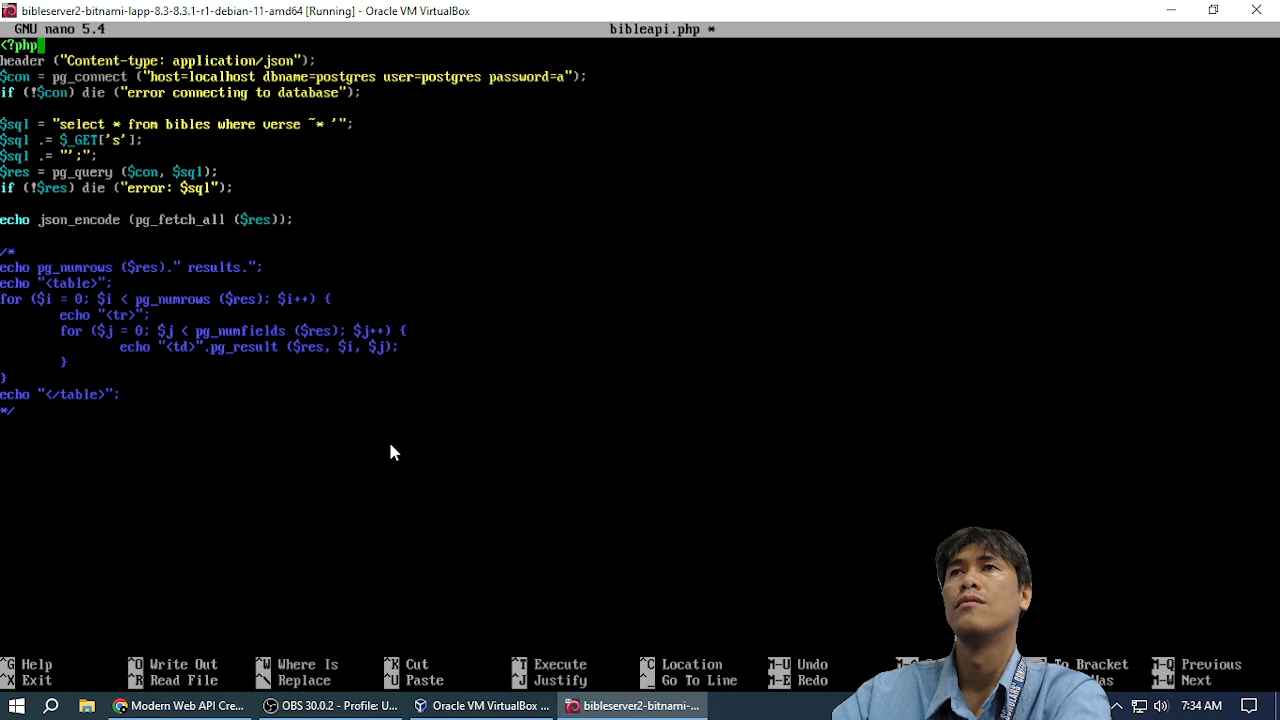 bibleserver2-bitnami-lapp-8.3-8.3.1-r1-debian-11-amd64 [Running] - Oracle VM VirtualBox
GNU nano 5.4 bibleapi.php *
<?php
header ("Content-type: application/json");
$con = pg_connect ("host=localhost dbname=postgres user=postgres password=a");
if (!$con) die ("error connecting to database");
$sql = "select * from bibles where verse ~* '";
$sql .= $_GET['s'];
$sql .= "';";
$res = pg_query ($con, $sql);
if (!$res) die ("error: $sql");
echo json_encode (pg_fetch_all ($res));
/*
echo pg_numrows ($res)." results.";
echo "<table>";
for ($i = 0; $i < pg_numrows ($res); $i++) {
echo "<tr>";
for ($j = 0; $j < pg_numfields ($res); $j++) {
echo "<td>".pg_result ($res, $i, $j);
}
}
echo "</table>";
*/
^G Help ^O Write Out ^W Where Is ^K Cut ^T Execute ^C Location M-U Undo To Bracket M-Q Previous
^X Exit ^R Read File ^\ Replace ^U Paste ^J Justify ^_ Go To Line M-E Redo M-W Next
Modern Web API Cre... OBS 30.0.2 - Profile: U... Oracle VM VirtualBox ... bibleserver2-bitnami-... 7:34 AM